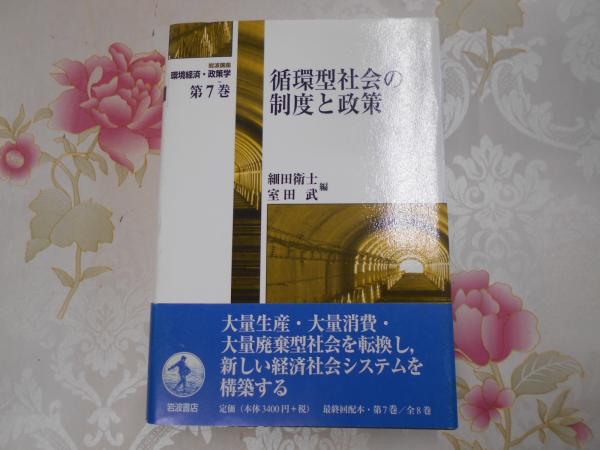 岩波講座
環境経済・政策学
第7巻
循環型社会の
制度と政策
細田衛士
室田 武
編
大量生産・大量消費・
大量廃棄型社会を転換し,
新しい経済社会システムを
構築する
岩波書店
定価(本体3400円+税)
最終回配本・第7巻/全8巻